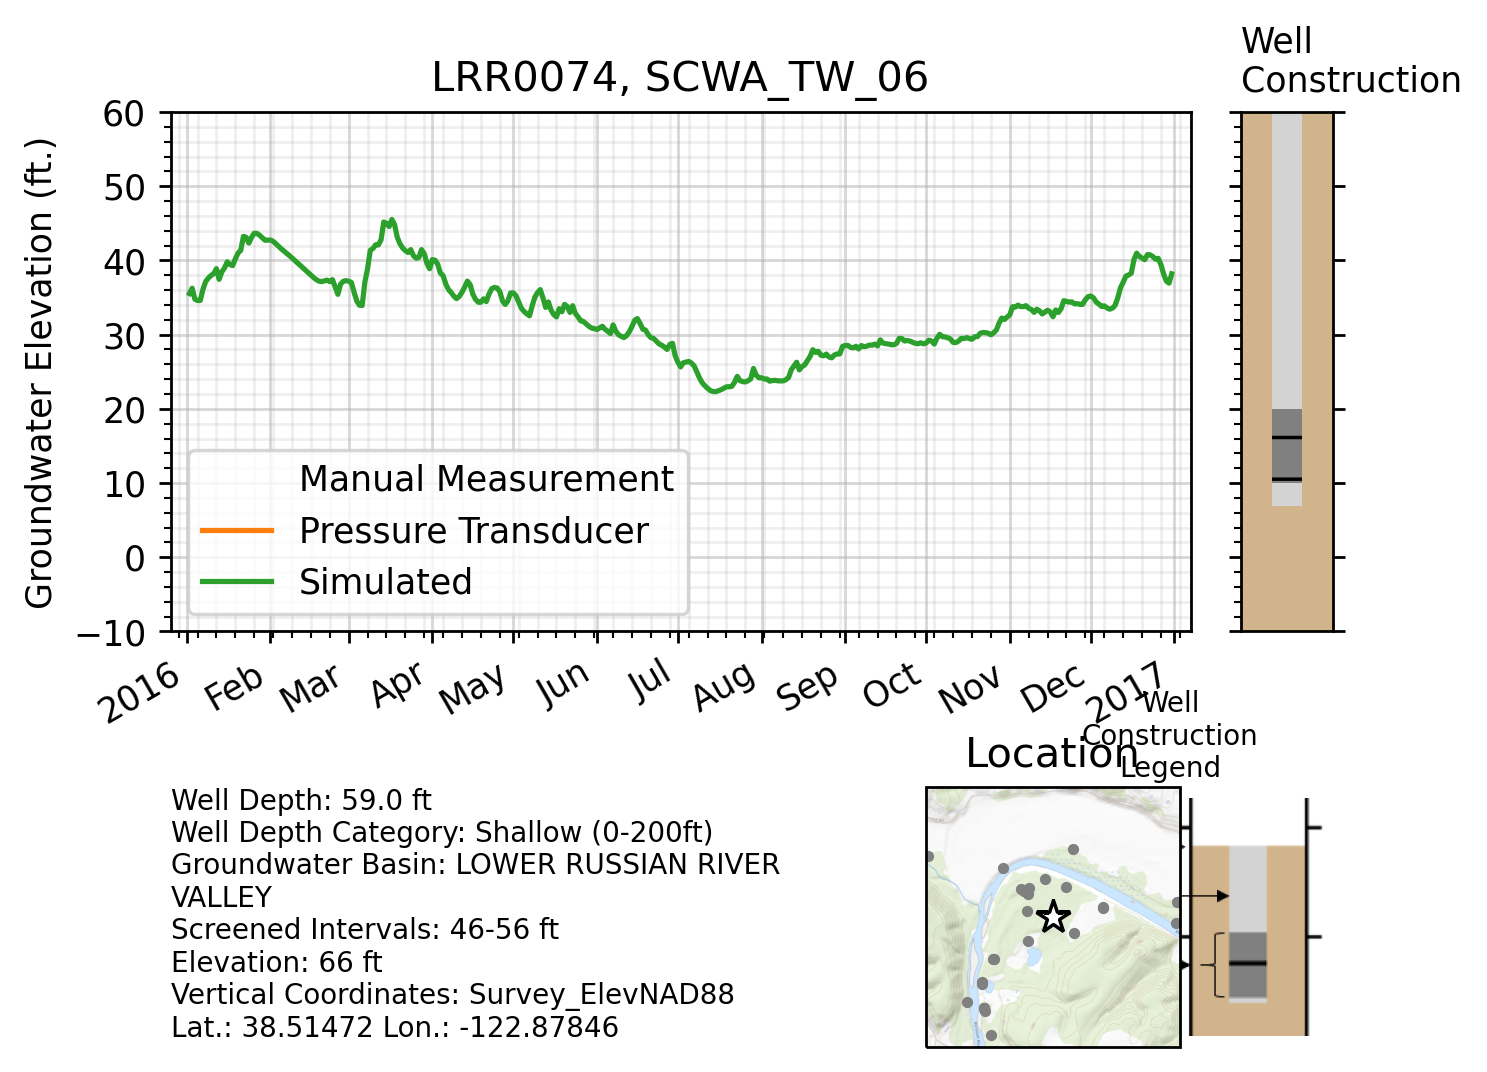 Well
Construction
LRR0074, SCWA_TW_06
60
50
40
30
20
10
0
−10
Groundwater Elevation (ft.)
Manual Measurement
Pressure Transducer
Simulated
2016
Feb
Mar
Apr
May
Jun
Jul
Aug
Sep
Oct
Nov
Dec
2017
Well
Construction
Legend
Location
Well Depth: 59.0 ft
Well Depth Category: Shallow (0-200ft)
Groundwater Basin: LOWER RUSSIAN RIVER
VALLEY
Screened Intervals: 46-56 ft
Elevation: 66 ft
Vertical Coordinates: Survey_ElevNAD88
Lat.: 38.51472 Lon.: -122.87846